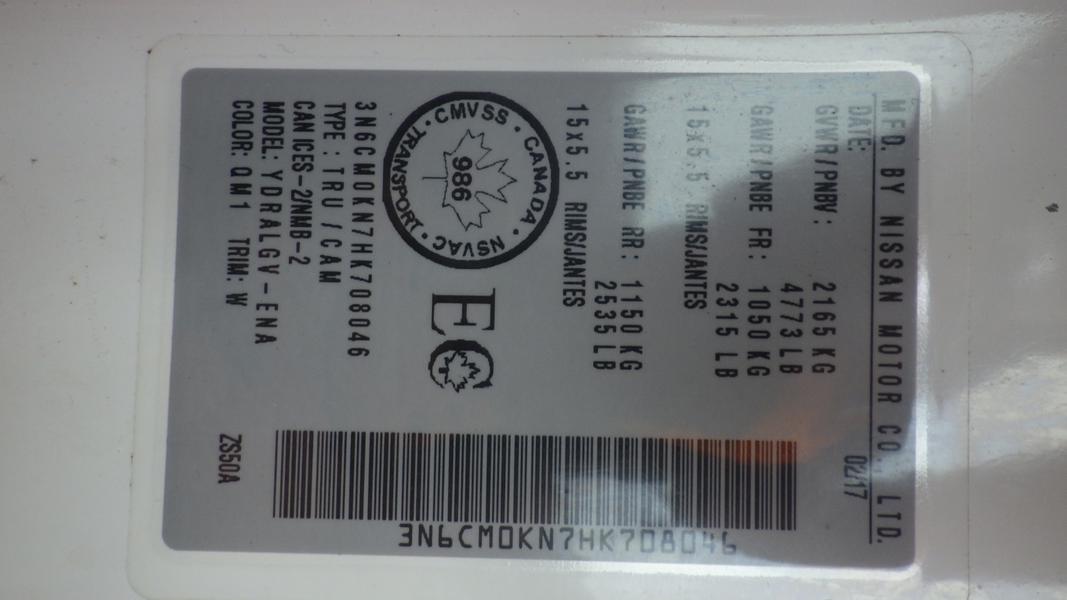 MFD. BY NISSAN MOTOR CO., LTD.
DATE: 02/17
GVWR/PNBV: 2165 KG
4773 LB
GAWR/PNBE FR: 1050 KG
2315 LB
15x5.5 RIMS/JANTES
GAWR/PNBE RR: 1150 KG
2535 LB
15x5.5 RIMS/JANTES
CMVSS · CANADA · NSVAC · TRANSPORT ·
986
EC
3N6CM0KN7HK708046
TYPE : TRU / CAM
CAN ICES-2/NMB-2
MODEL: YDRALGV-ENA
COLOR: QM1 TRIM: W
ZS50A
3N6CM0KN7HK708046